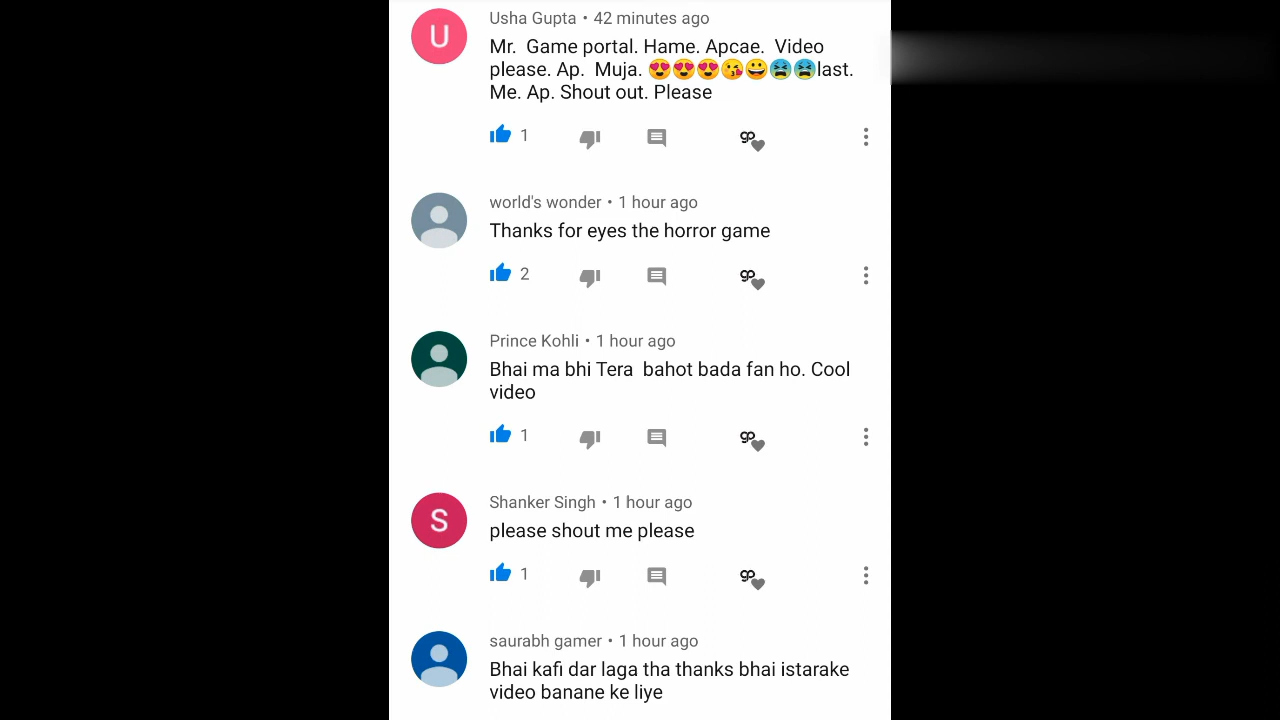 U
Usha Gupta • 42 minutes ago
Mr. Game portal. Hame. Apcae. Video
please. Ap. Muja. 😍😍😍😘😀😫😫last.
Me. Ap. Shout out. Please
1
gp
world's wonder • 1 hour ago
Thanks for eyes the horror game
2
gp
Prince Kohli • 1 hour ago
Bhai ma bhi Tera bahot bada fan ho. Cool
video
1
gp
S
Shanker Singh • 1 hour ago
please shout me please
1
gp
saurabh gamer • 1 hour ago
Bhai kafi dar laga tha thanks bhai istarake
video banane ke liye